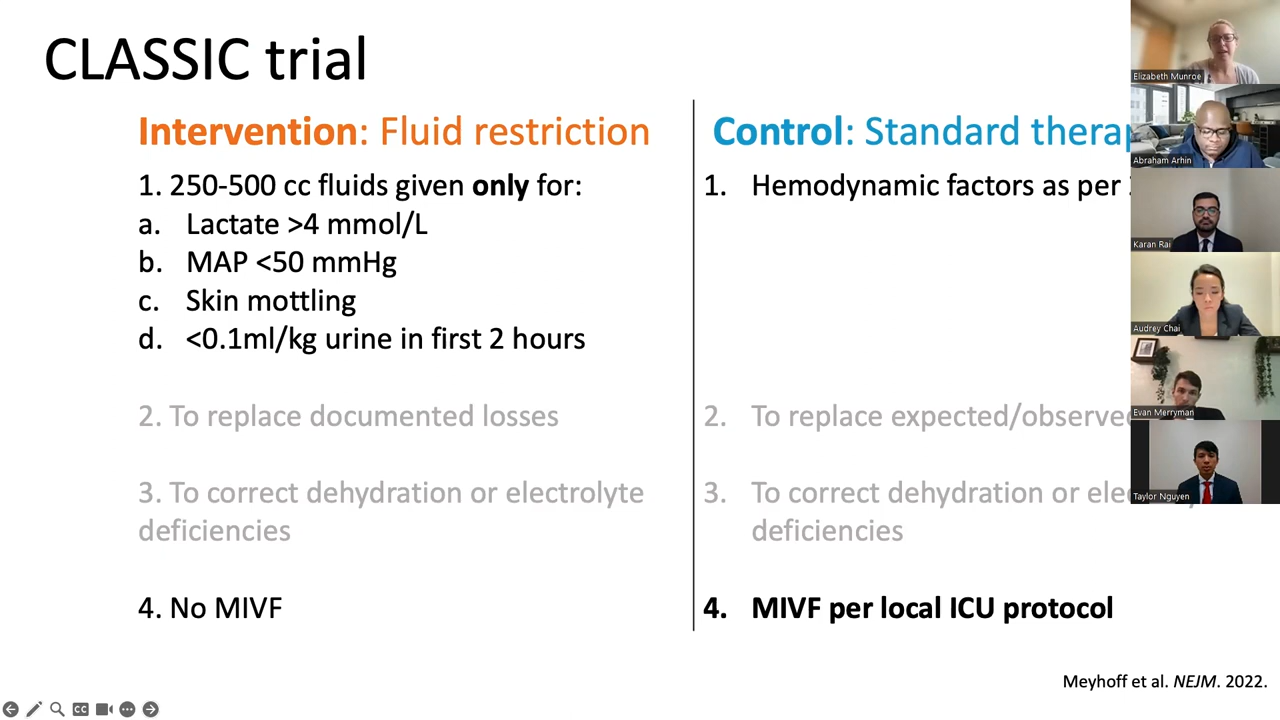 CLASSIC trial
Intervention: Fluid restriction
1. 250-500 cc fluids given only for:
a. Lactate >4 mmol/L
b. MAP <50 mmHg
c. Skin mottling
d. <0.1ml/kg urine in first 2 hours
2. To replace documented losses
3. To correct dehydration or electrolyte
deficiencies
4. No MIVF
Control: Standard
1. Hemodynamic factors as per
2. To replace expected/observed
3. To correct dehydration or
deficiencies
4. MIVF per local ICU protocol
Meyhoff et al. NEJM. 2022.
Elizabeth Munroe
Abraham Arhin
Karan Rai
Audrey Chai
Evan Merryman
Taylor Nguyen
CC